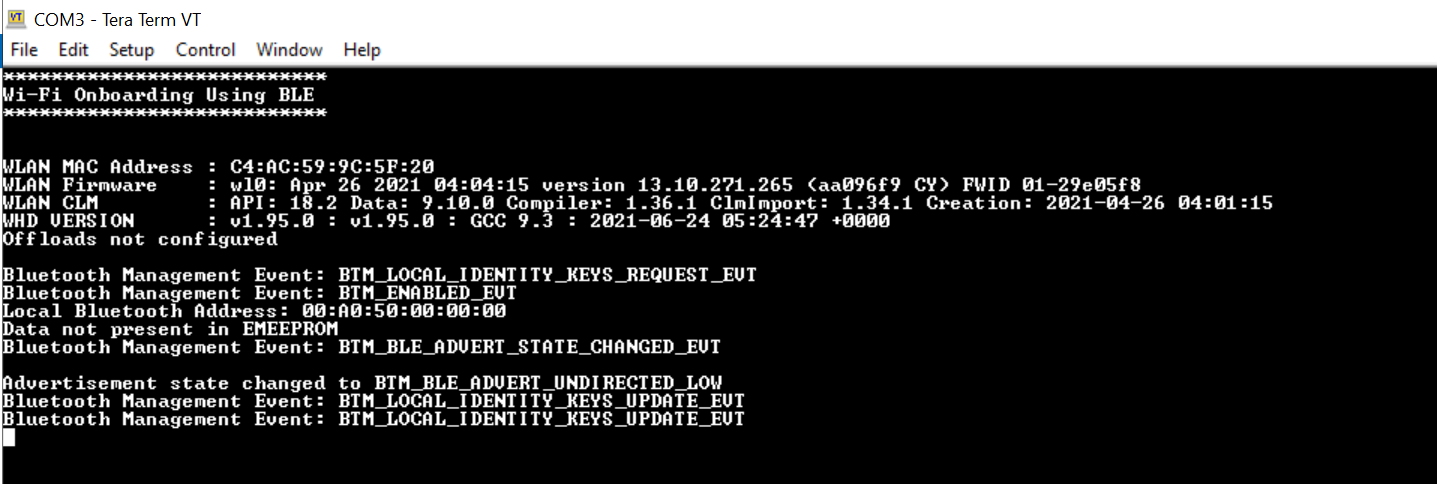 VT COM3 - Tera Term VT
File Edit Setup Control Window Help
***************************
Wi-Fi Onboarding Using BLE
***************************
WLAN MAC Address : C4:AC:59:9C:5F:20
WLAN Firmware : wl0: Apr 26 2021 04:04:15 version 13.10.271.265 (aa096f9 CY) FWID 01-29e05f8
WLAN CLM : API: 18.2 Data: 9.10.0 Compiler: 1.36.1 ClmImport: 1.34.1 Creation: 2021-04-26 04:01:15
WHD VERSION : v1.95.0 : v1.95.0 : GCC 9.3 : 2021-06-24 05:24:47 +0000
Offloads not configured
Bluetooth Management Event: BTM_LOCAL_IDENTITY_KEYS_REQUEST_EVT
Bluetooth Management Event: BTM_ENABLED_EVT
Local Bluetooth Address: 00:A0:50:00:00:00
Data not present in EMEEPROM
Bluetooth Management Event: BTM_BLE_ADVERT_STATE_CHANGED_EVT
Advertisement state changed to BTM_BLE_ADVERT_UNDIRECTED_LOW
Bluetooth Management Event: BTM_LOCAL_IDENTITY_KEYS_UPDATE_EVT
Bluetooth Management Event: BTM_LOCAL_IDENTITY_KEYS_UPDATE_EVT